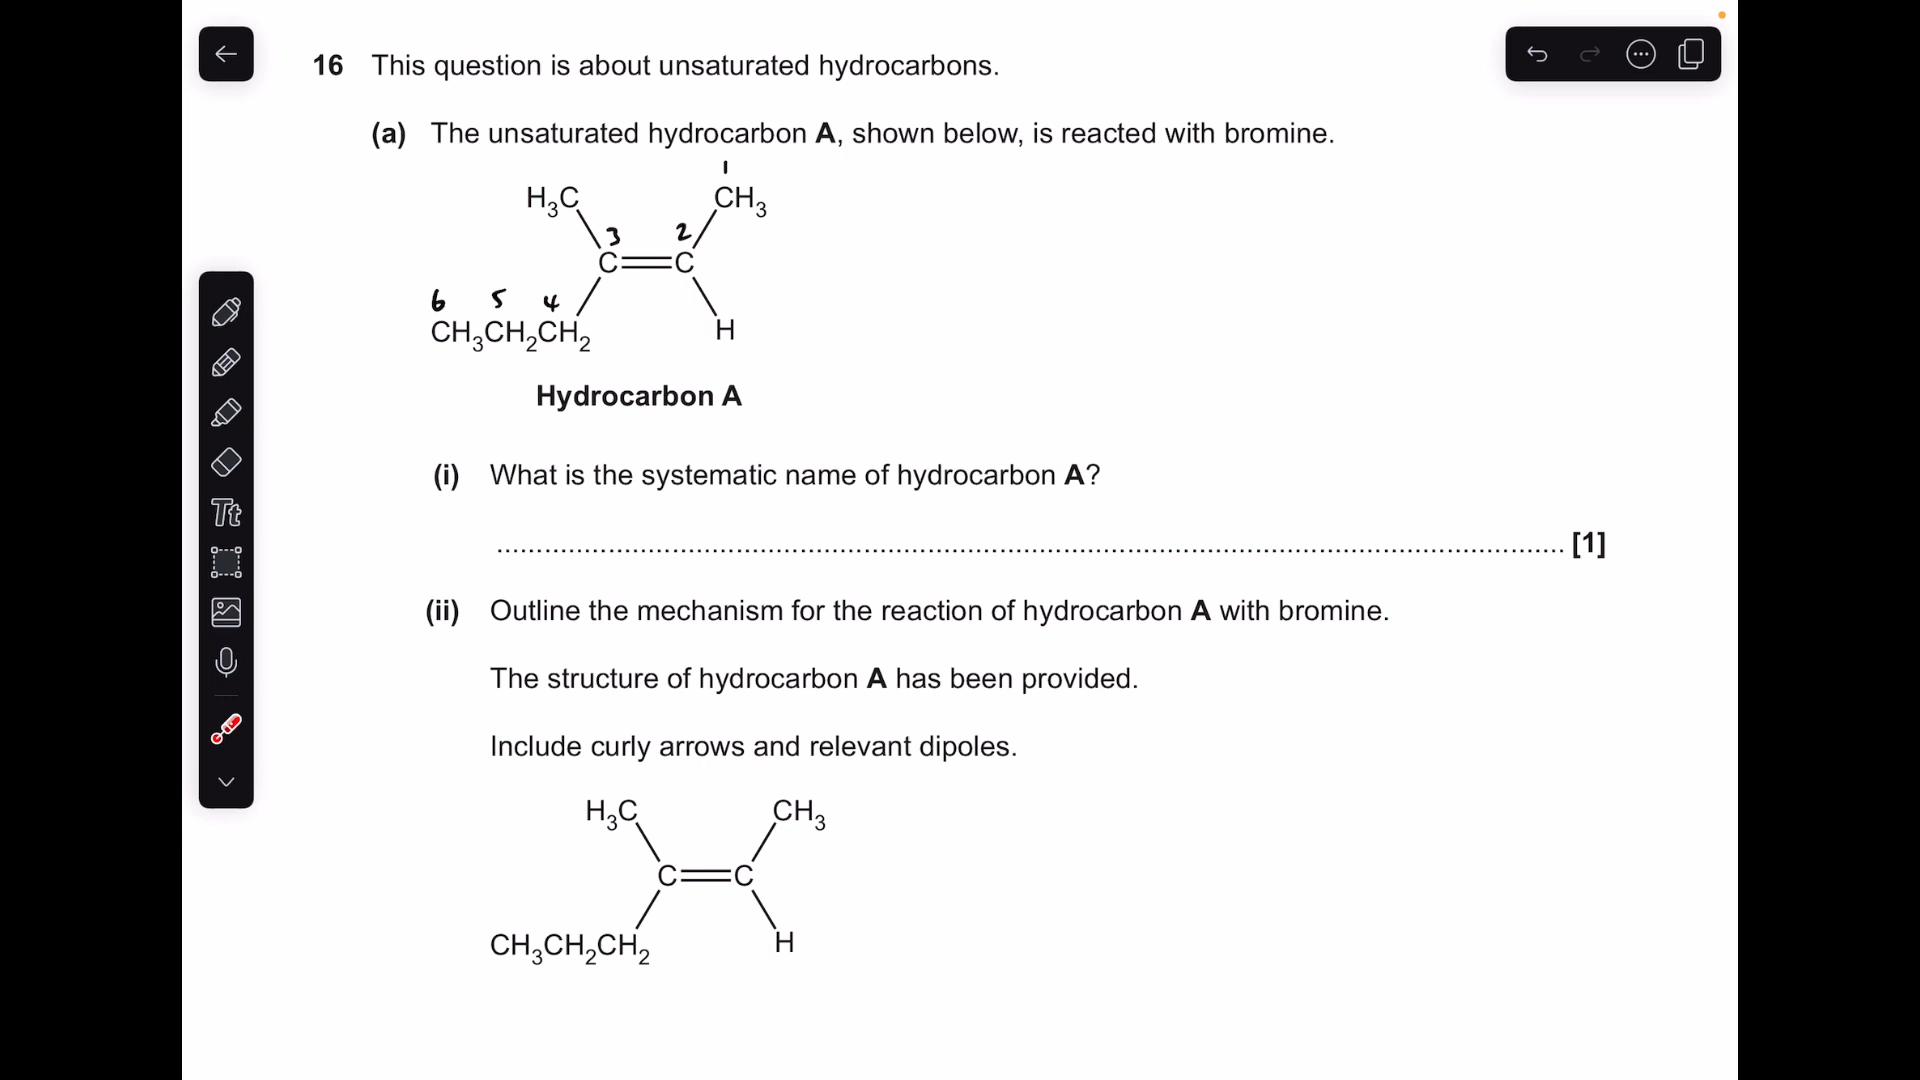 16 This question is about unsaturated hydrocarbons.
(a) The unsaturated hydrocarbon A, shown below, is reacted with bromine.
1
H₃C CH₃
3 2
C C
6 5 4
CH₃CH₂CH₂ H
Hydrocarbon A
(i) What is the systematic name of hydrocarbon A?
[1]
(ii) Outline the mechanism for the reaction of hydrocarbon A with bromine.
The structure of hydrocarbon A has been provided.
Include curly arrows and relevant dipoles.
H₃C CH₃
C C
CH₃CH₂CH₂ H
Tt